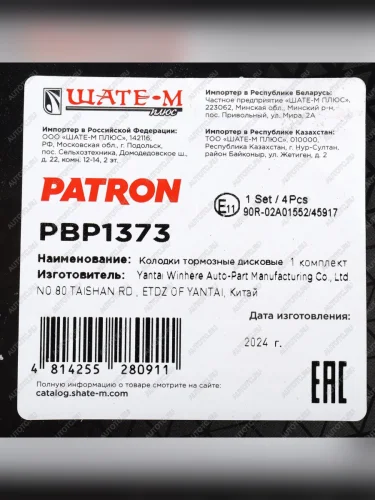 ШАТЕ-М
ПЛЮС
Импортер в Российской Федерации:
ООО «ШАТЕ-М ПЛЮС», 142116,
РФ, Московская обл.,
г. Подольск,
пос. Сельхозтехника, Домодедовское ш.,
д. 22, комн. 12-14, 2 эт.
Импортер в Республике Беларусь:
Частное предприятие «ШАТЕ-М ПЛЮС»,
223062, Минская обл., Минский р-н,
пос. Привольный, ул. Мира, 2А
Импортер в Республике Казахстан:
ТОО «ШАТЕ-М ПЛЮС», 010000,
Республика Казахстан, г. Нур-Султан,
район Байконыр, ул. Жетиген, д. 2
PATRON
PBP1373
E11
1 Set / 4Pcs
90R-02A01552/45917
Наименование: Колодки тормозные дисковые 1 комплект
Изготовитель: Yantai Winhere Auto-Part Manufacturing Co., Ltd
NO 80 TAISHAN RD , ETDZ OF YANTAI, Китай
Дата изготовления:
2024 г.
4 814255 280911
Подробную информацию о товаре смотрите на сайте:
catalog.shate-m.com
EAC